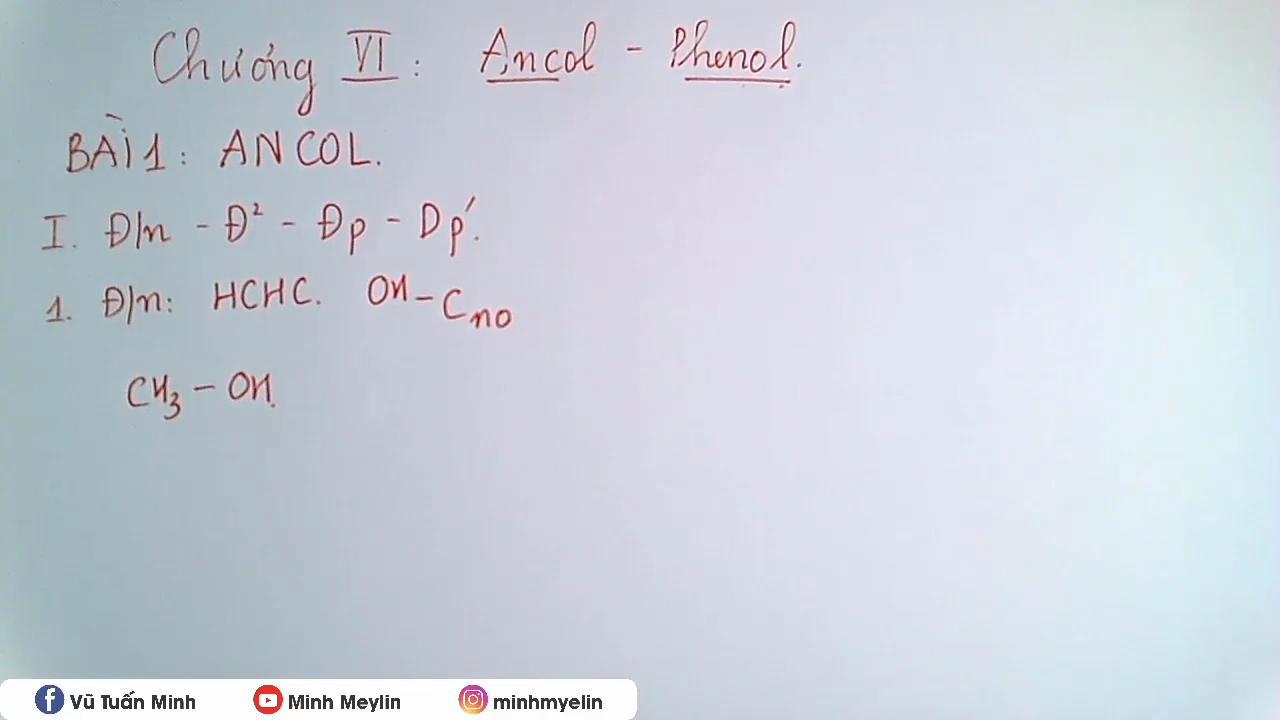 Chương VI : Ancol - Phenol.
BÀI 1 : ANCOL.
I. Đ/n - Đ² - Đp - Dp'.
1. Đ/n: HCHC. OH - Cno
CH3 - OH.
Vũ Tuấn Minh Minh Meylin minhmyelin